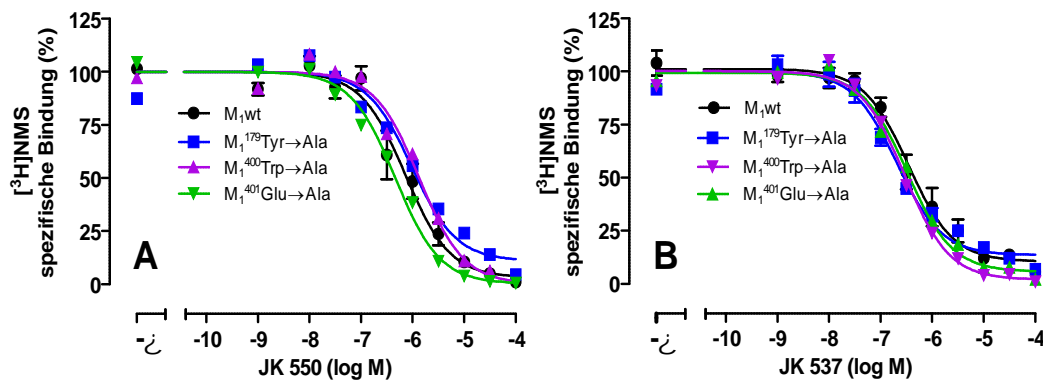 125
100
75
50
25
0
[³H]NMS
spezifische Bindung (%)
M₁wt
M₁¹⁷⁹Tyr→Ala
M₁⁴⁰⁰Trp→Ala
M₁⁴⁰¹Glu→Ala
A
-¿ -10 -9 -8 -7 -6 -5 -4
JK 550 (log M)
125
100
75
50
25
0
[³H]NMS
spezifische Bindung (%)
M₁wt
M₁¹⁷⁹Tyr→Ala
M₁⁴⁰⁰Trp→Ala
M₁⁴⁰¹Glu→Ala
B
-¿ -10 -9 -8 -7 -6 -5 -4
JK 537 (log M)